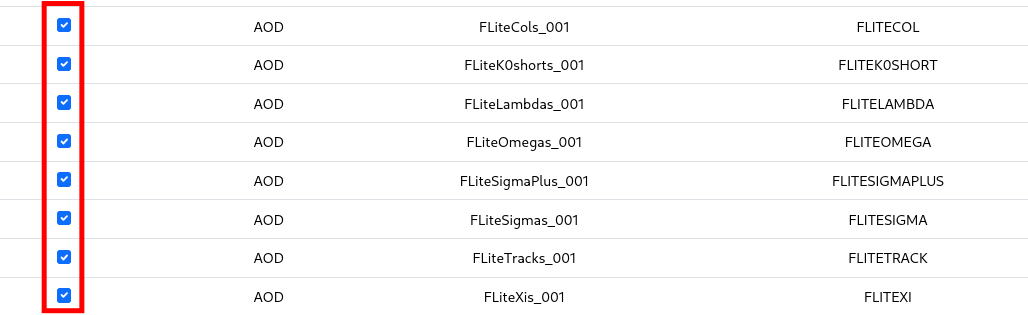 AOD FLiteCols_001 FLITECOL
AOD FLiteK0shorts_001 FLITEK0SHORT
AOD FLiteLambdas_001 FLITELAMBDA
AOD FLiteOmegas_001 FLITEOMEGA
AOD FLiteSigmaPlus_001 FLITESIGMAPLUS
AOD FLiteSigmas_001 FLITESIGMA
AOD FLiteTracks_001 FLITETRACK
AOD FLiteXis_001 FLITEXI